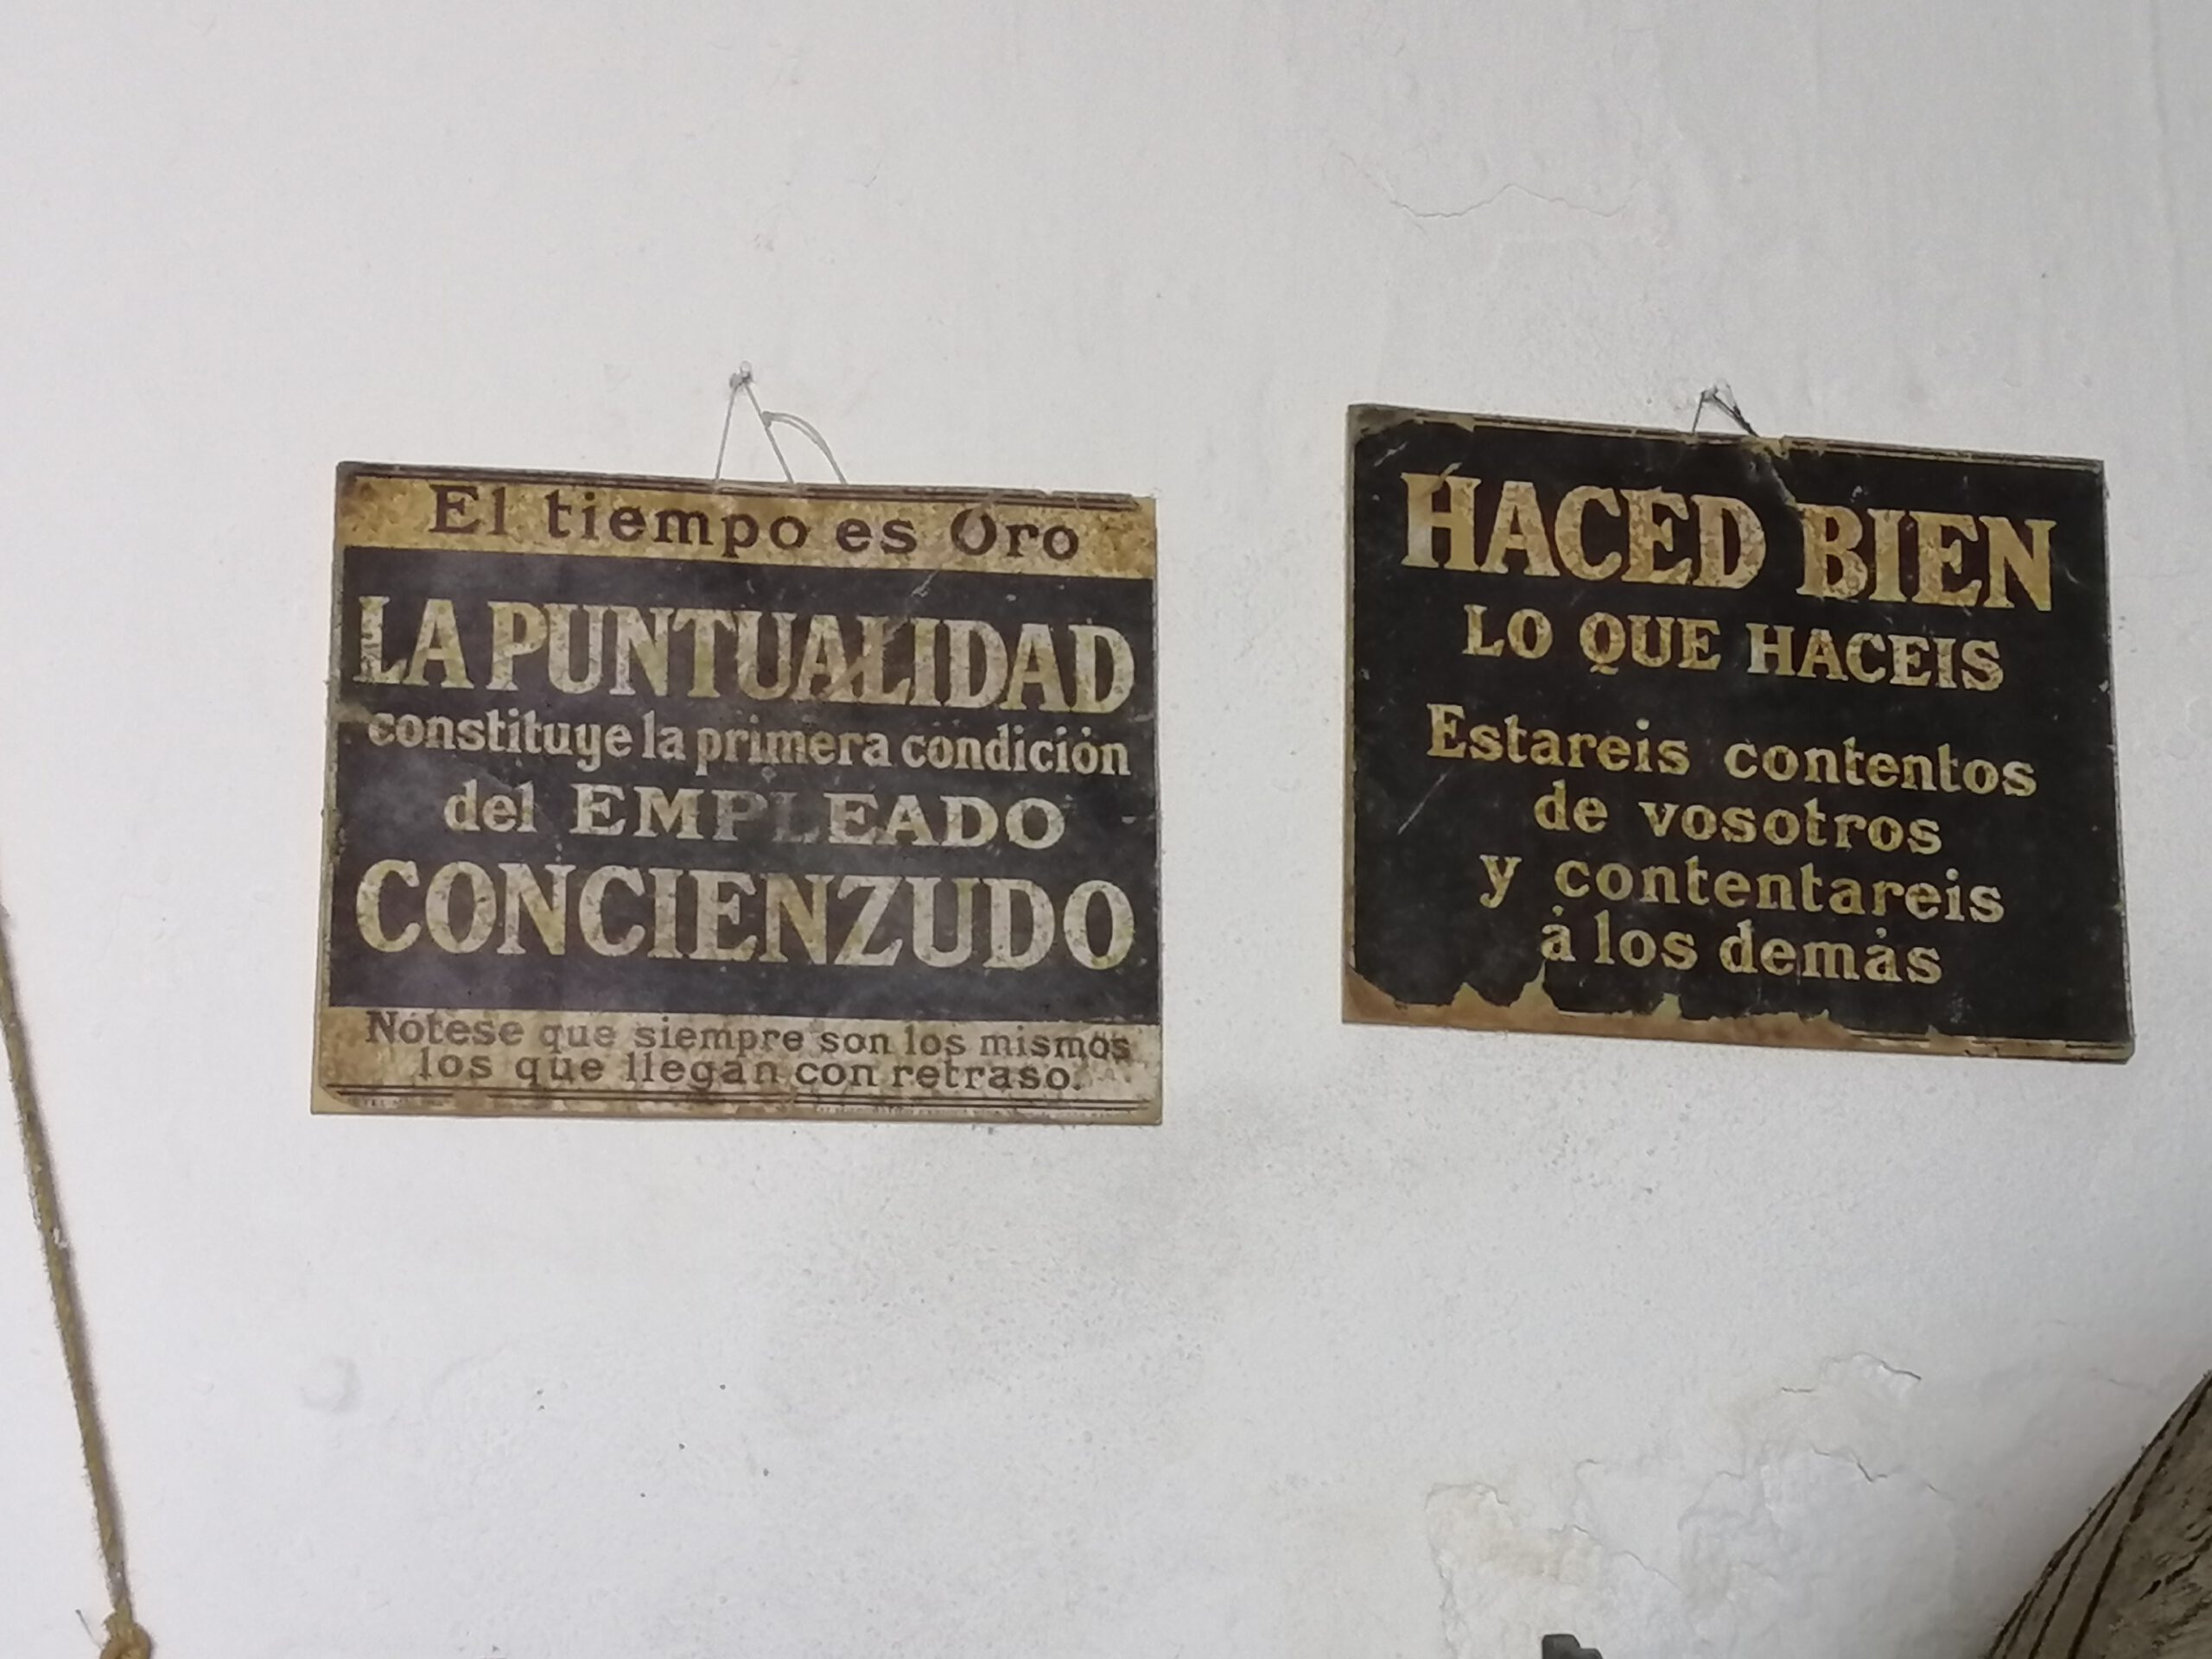 El tiempo es Oro
LA PUNTUALIDAD
constituye la primera condición
del EMPLEADO
CONCIENZUDO
Nótese que siempre son los mismos
los que llegan con retraso.
HACED BIEN
LO QUE HACEIS
Estareis contentos
de vosotros
y contentareis
á los demás